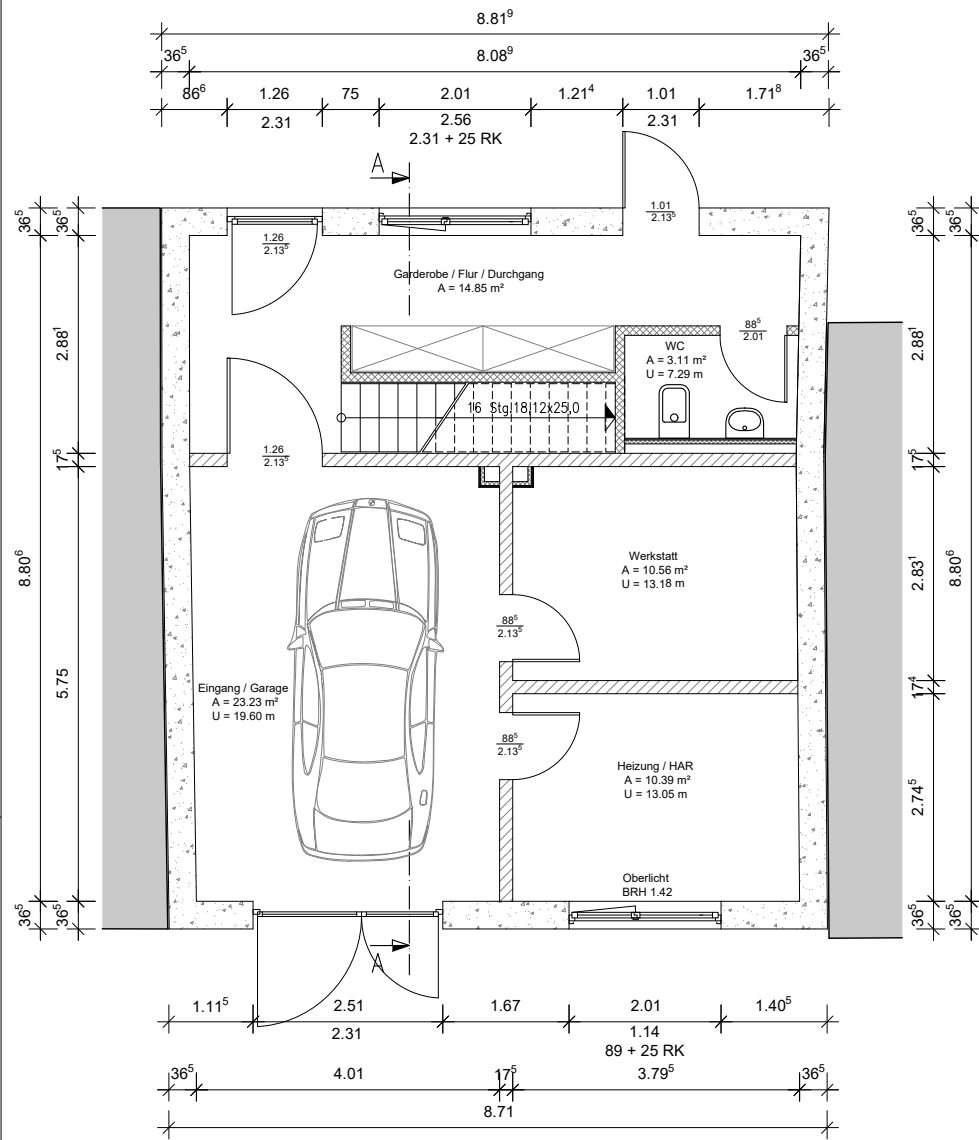 8.81⁹
36⁵ 8.08⁹ 36⁵
86⁶ 1.26 75 2.01 1.21⁴ 1.01 1.71⁸
2.31 2.56 2.31
2.31 + 25 RK
A
36⁵ 36⁵ 36⁵ 36⁵
1.01
2.13⁵
1.26
2.13⁵
Garderobe / Flur / Durchgang
A = 14.85 m²
88⁵
2.01
WC
A = 3.11 m²
U = 7.29 m
2.88¹ 2.88¹
16 Stg.18,12x25,0
1.26
2.13⁵
17⁵ 17⁵
Werkstatt
A = 10.56 m²
U = 13.18 m
8.80⁶ 2.83¹ 8.80⁶
88⁵
2.13⁵
5.75
Eingang / Garage
A = 23.23 m²
U = 19.60 m
17⁴
88⁵
2.13⁵
Heizung / HAR
A = 10.39 m²
U = 13.05 m
2.74⁵
Oberlicht
BRH 1.42
36⁵ 36⁵ 36⁵ 36⁵
A
1.11⁵ 2.51 1.67 2.01 1.40⁵
2.31 1.14
89 + 25 RK
36⁵ 4.01 17⁵ 3.79⁵ 36⁵
8.71